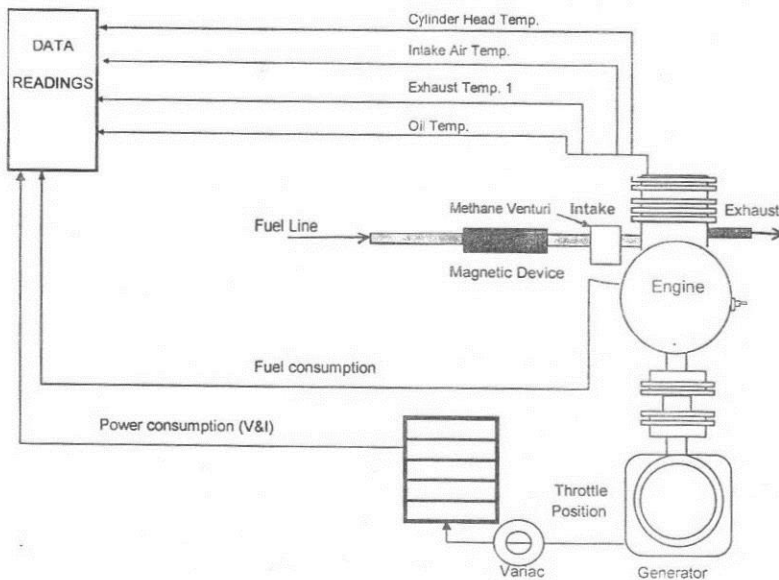 Cylinder Head Temp.
DATA
READINGS
Intake Air Temp.
Exhaust Temp. 1
Oil Temp.
Methane Venturi
Intake
Exhaust
Fuel Line
Magnetic Device
Engine
Fuel consumption
Power consumption (V&I)
Throttle
Position
Variac
Generator